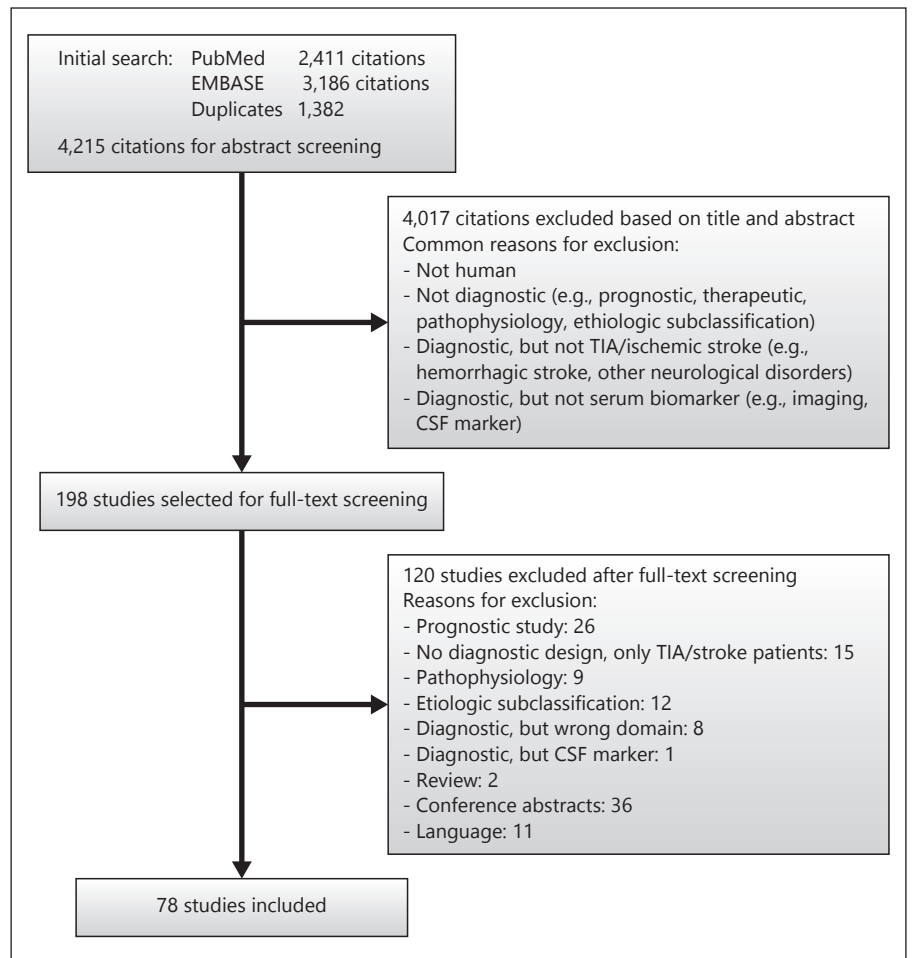 Initial search: PubMed 2,411 citations
EMBASE 3,186 citations
Duplicates 1,382
4,215 citations for abstract screening
4,017 citations excluded based on title and abstract
Common reasons for exclusion:
- Not human
- Not diagnostic (e.g., prognostic, therapeutic,
pathophysiology, ethiologic subclassification)
- Diagnostic, but not TIA/ischemic stroke (e.g.,
hemorrhagic stroke, other neurological disorders)
- Diagnostic, but not serum biomarker (e.g., imaging,
CSF marker)
198 studies selected for full-text screening
120 studies excluded after full-text screening
Reasons for exclusion:
- Prognostic study: 26
- No diagnostic design, only TIA/stroke patients: 15
- Pathophysiology: 9
- Etiologic subclassification: 12
- Diagnostic, but wrong domain: 8
- Diagnostic, but CSF marker: 1
- Review: 2
- Conference abstracts: 36
- Language: 11
78 studies included